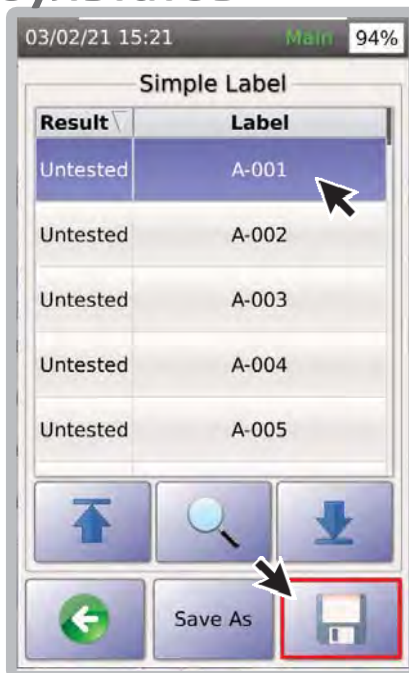 03/02/21 15:21 Main 94%
Simple Label
Result Label
Untested A-001
Untested A-002
Untested A-003
Untested A-004
Untested A-005
Save As